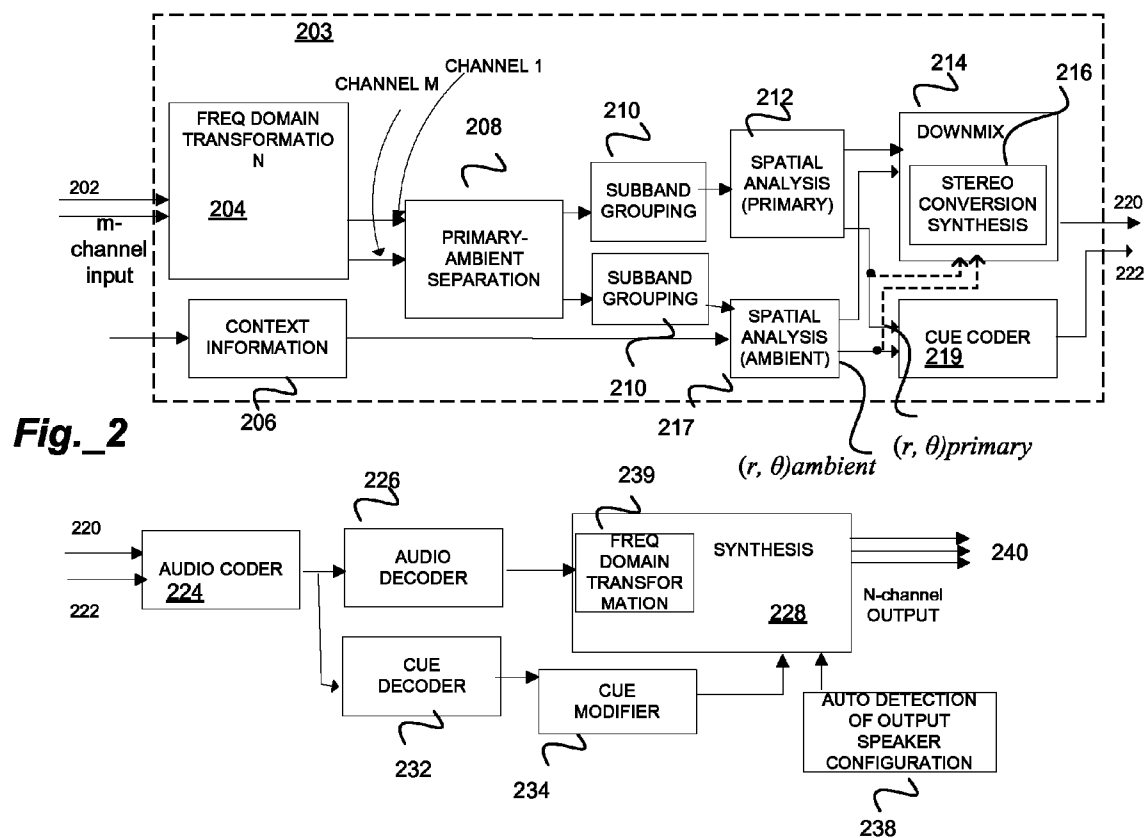 203
CHANNEL 1
CHANNEL M
FREQ DOMAIN
TRANSFORMATIO
N
204
202
m-
channel
input
208
PRIMARY-
AMBIENT
SEPARATION
210
SUBBAND
GROUPING
SUBBAND
GROUPING
210
212
SPATIAL
ANALYSIS
(PRIMARY)
SPATIAL
ANALYSIS
(AMBIENT)
217
214
216
DOWNMIX
STEREO
CONVERSION
SYNTHESIS
220
222
CUE CODER
219
CONTEXT
INFORMATION
206
(r, θ)ambient
(r, θ)primary
Fig._2
220
222
AUDIO CODER
224
226
AUDIO
DECODER
CUE
DECODER
232
CUE
MODIFIER
234
239
FREQ
DOMAIN
TRANSFOR
MATION
SYNTHESIS
228
240
N-channel
OUTPUT
AUTO DETECTION
OF OUTPUT
SPEAKER
CONFIGURATION
238